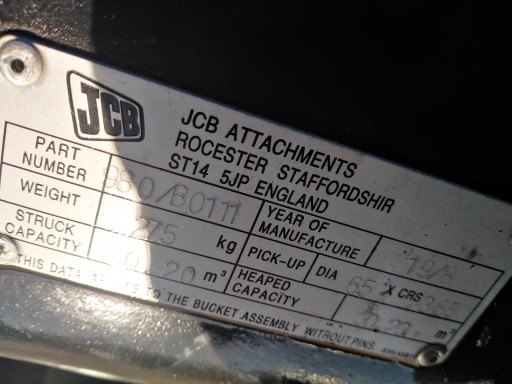 JCB
JCB ATTACHMENTS
ROCESTER STAFFORDSHIR
ST14 5JP ENGLAND
PART NUMBER 980/B0111
WEIGHT 275 kg
YEAR OF MANUFACTURE
STRUCK CAPACITY 20 m³
PICK-UP DIA 65 X CRS
HEAPED CAPACITY m³
THIS DATA TO THE BUCKET ASSEMBLY WITHOUT PINS